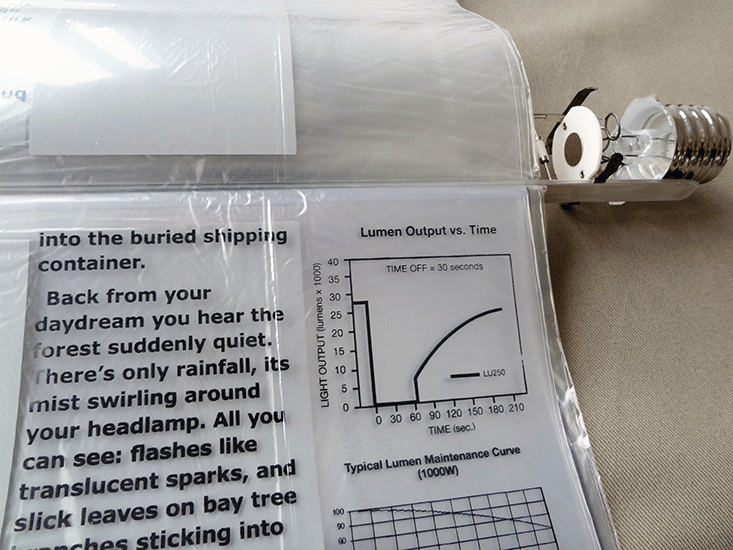 into the buried shipping
container.
Back from your
daydream you hear the
forest suddenly quiet.
There's only rainfall, its
mist swirling around
your headlamp. All you
can see: flashes like
translucent sparks, and
slick leaves on bay tree
branches sticking into
Lumen Output vs. Time
TIME OFF = 30 seconds
LIGHT OUTPUT (lumens x 1000)
40
35
30
25
20
15
10
5
0
LU250
0 30 60 90 120 150 180 210
TIME (sec.)
Typical Lumen Maintenance Curve
(1000W)
100
90
80